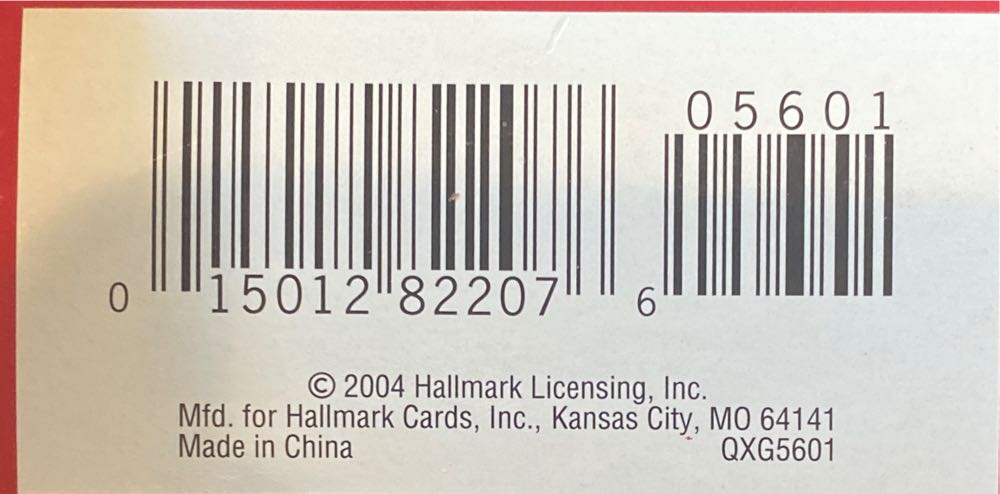 05601
0 15012 82207 6
© 2004 Hallmark Licensing, Inc.
Mfd. for Hallmark Cards, Inc., Kansas City, MO 64141
Made in China QXG5601